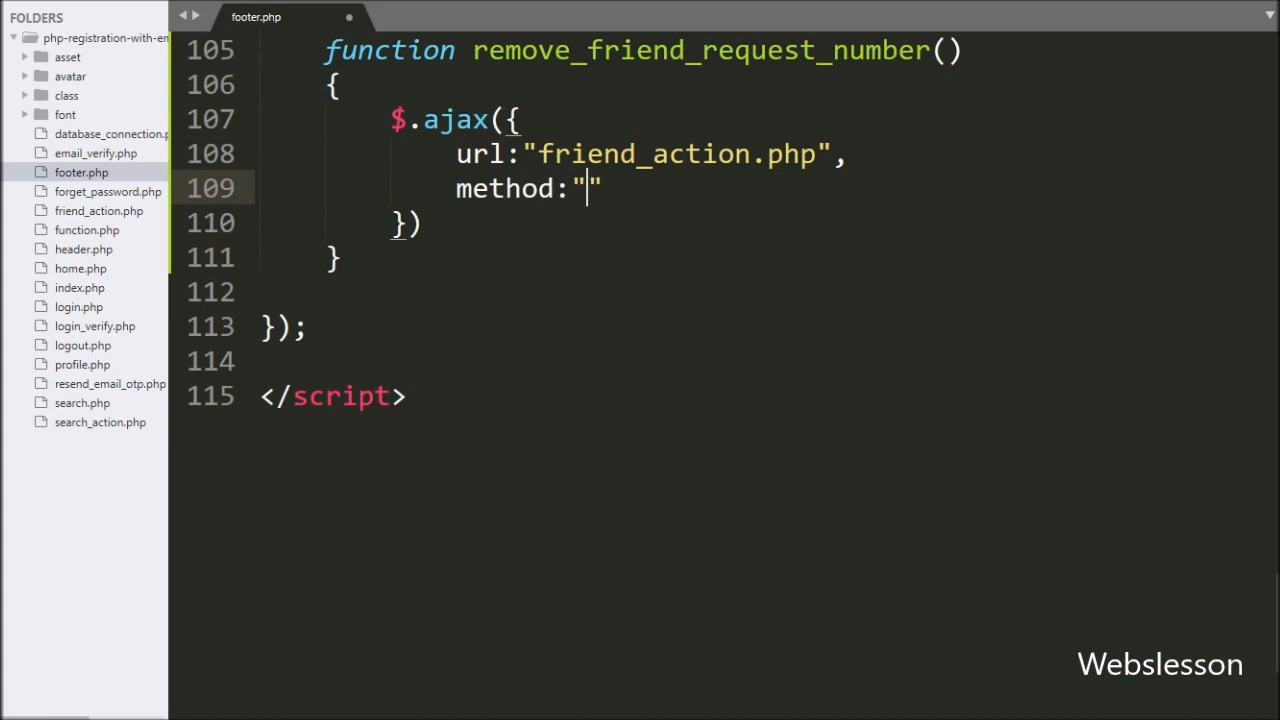 FOLDERS
php-registration-with-em
asset
avatar
class
font
database_connection.p
email_verify.php
footer.php
forget_password.php
friend_action.php
function.php
header.php
home.php
index.php
login.php
login_verify.php
logout.php
profile.php
resend_email_otp.php
search.php
search_action.php
footer.php
105 function remove_friend_request_number()
106 {
107 $.ajax({
108 url:"friend_action.php",
109 method:""
110 })
111 }
112
113 });
114
115 </script>
Webslesson